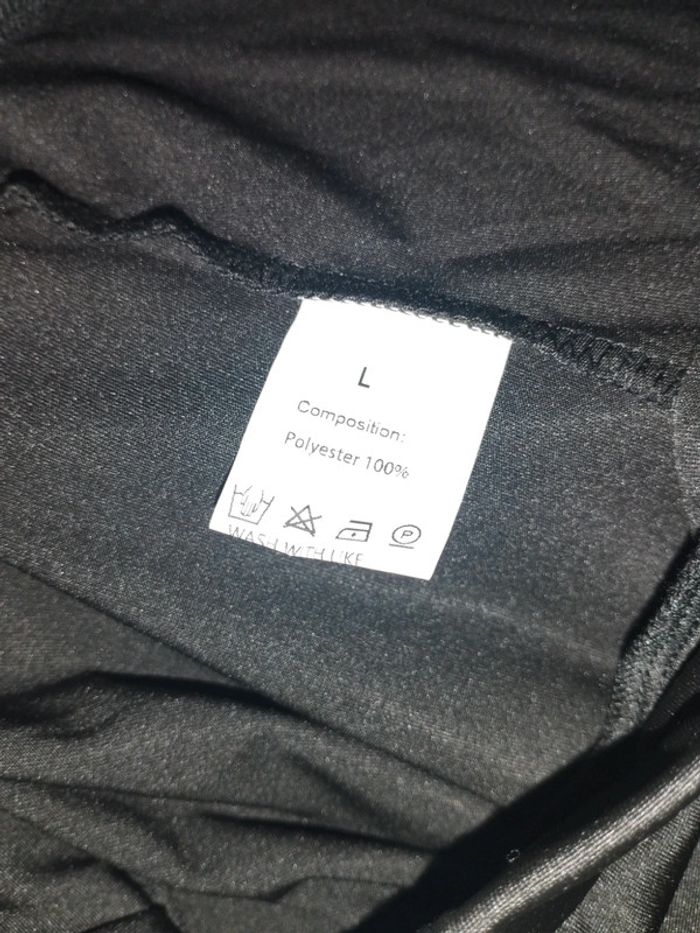 L
Composition:
Polyester 100%
P
WASH WITH LIKE